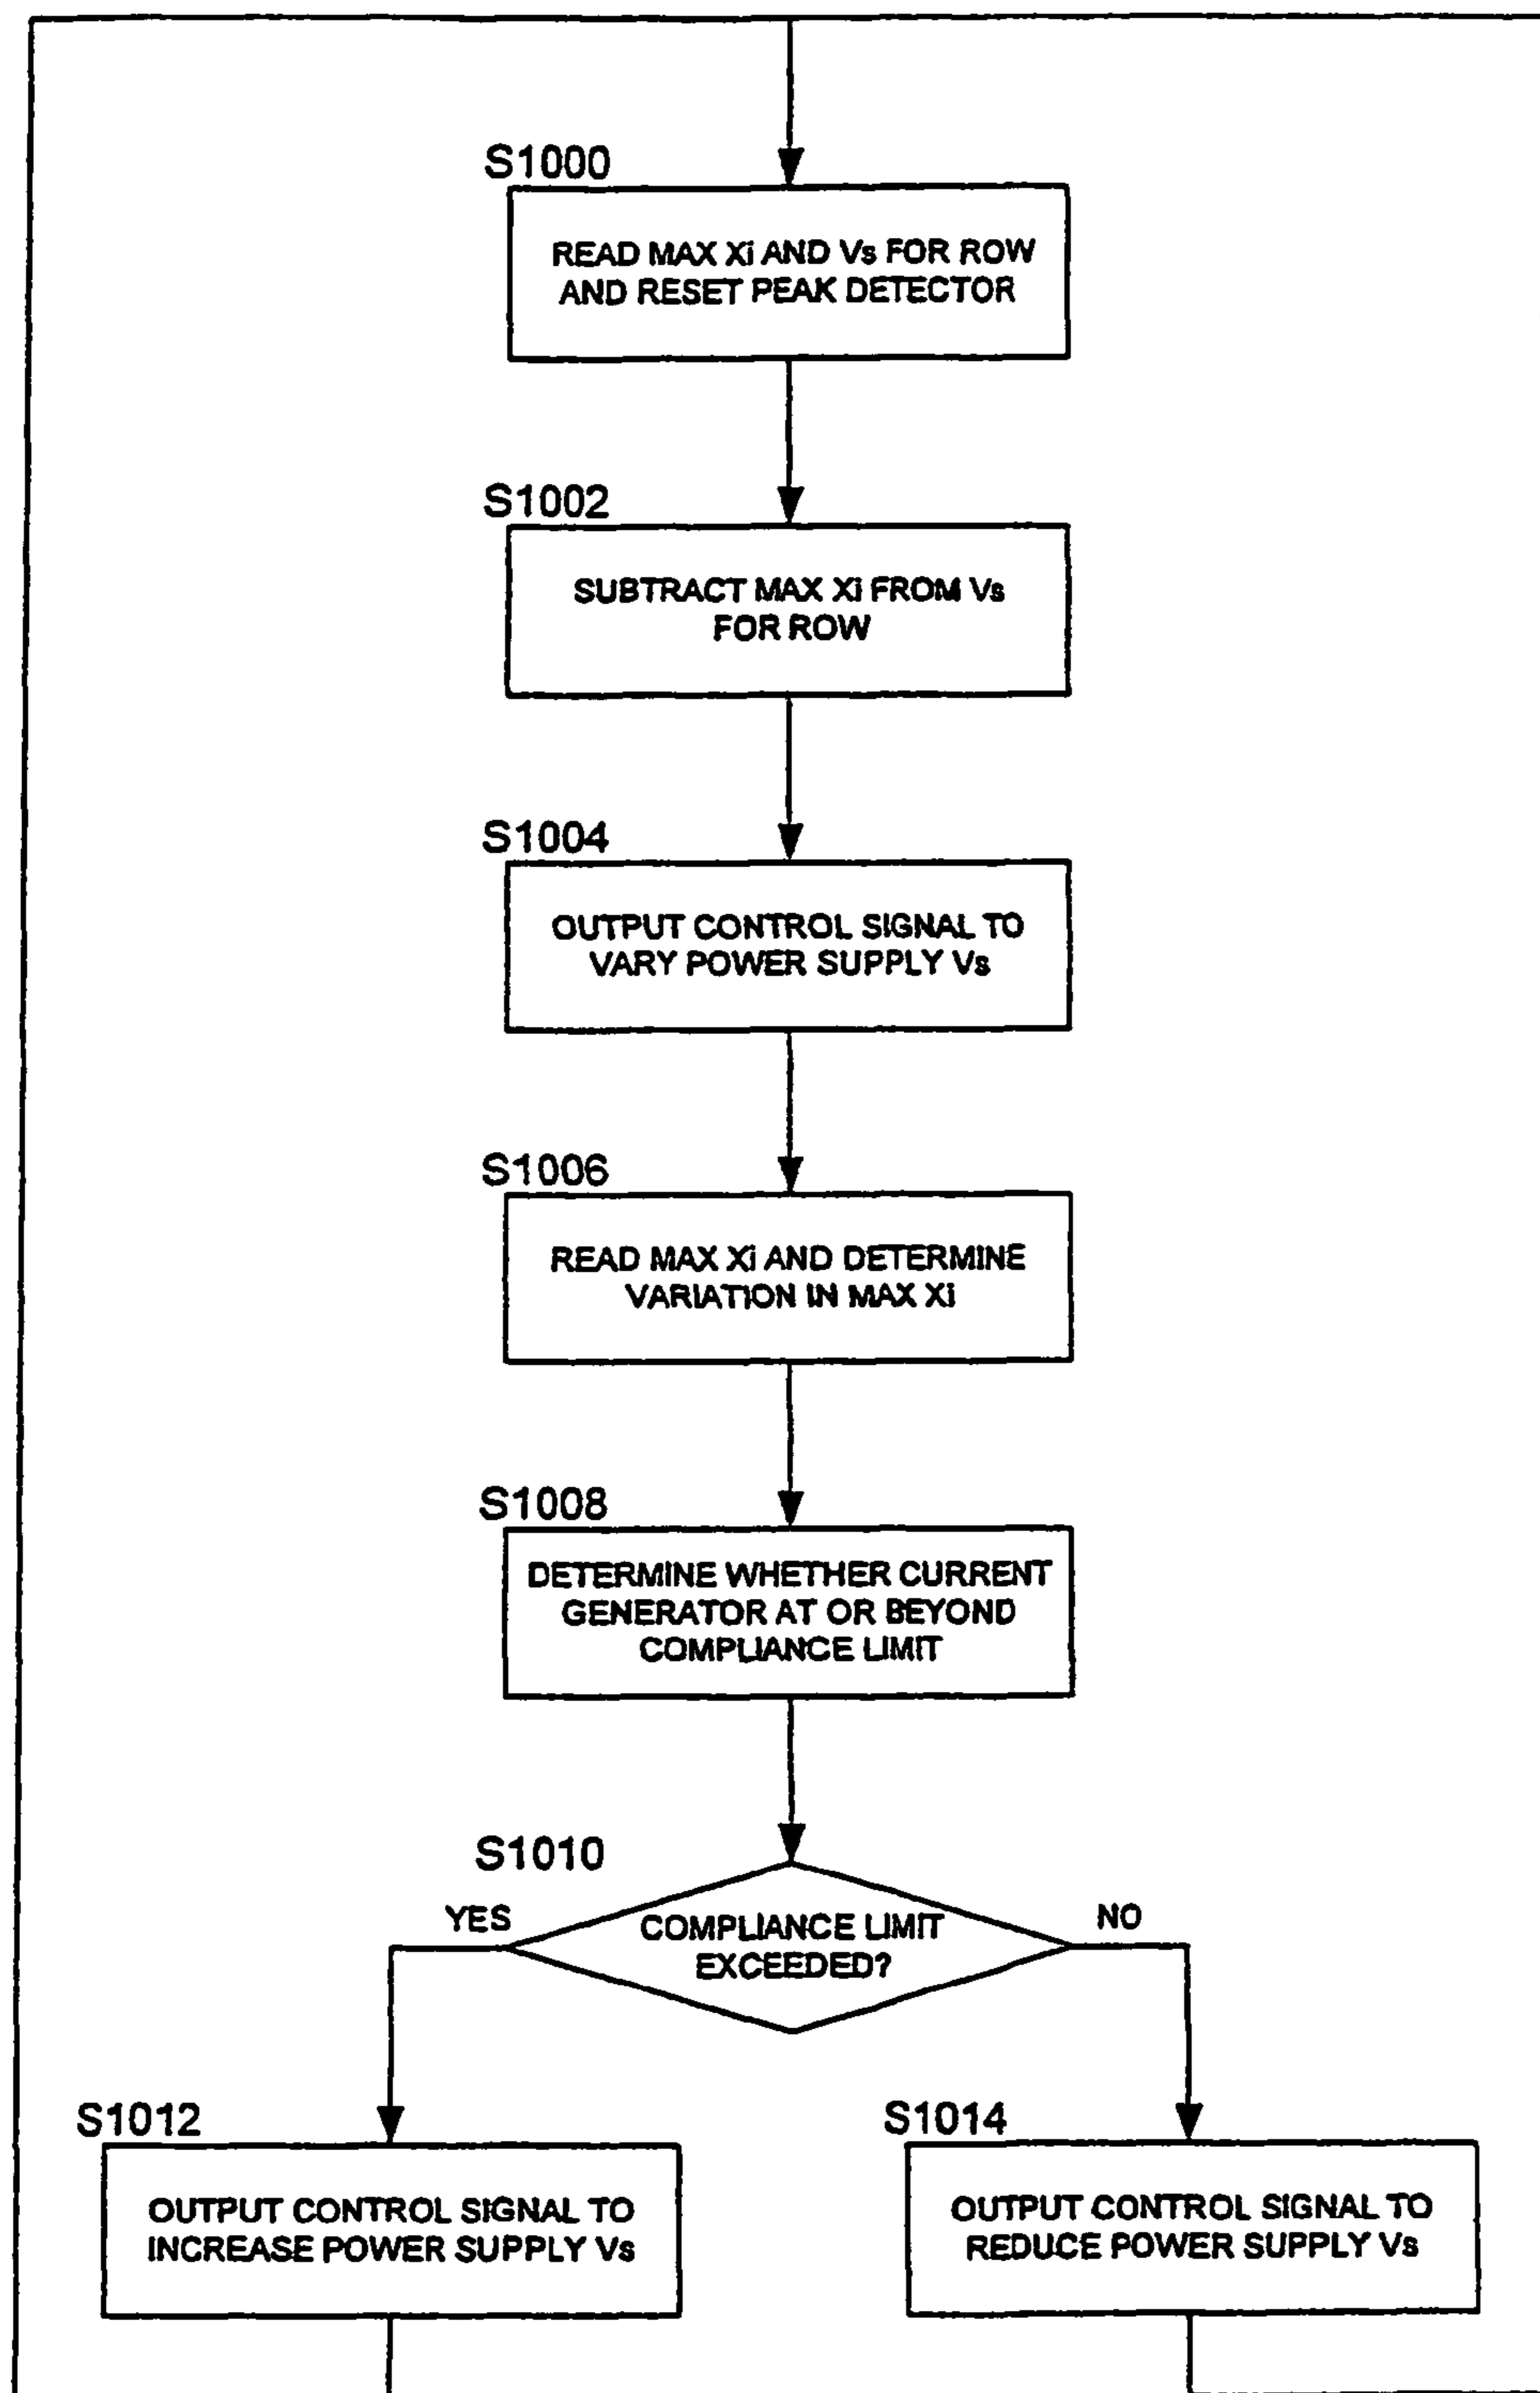 S1000
READ MAX Xi AND Vs FOR ROW
AND RESET PEAK DETECTOR
S1002
SUBTRACT MAX Xi FROM Vs
FOR ROW
S1004
OUTPUT CONTROL SIGNAL TO
VARY POWER SUPPLY Vs
S1006
READ MAX Xi AND DETERMINE
VARIATION IN MAX Xi
S1008
DETERMINE WHETHER CURRENT
GENERATOR AT OR BEYOND
COMPLIANCE LIMIT
S1010
YES
COMPLIANCE LIMIT
EXCEEDED?
NO
S1012
OUTPUT CONTROL SIGNAL TO
INCREASE POWER SUPPLY Vs
S1014
OUTPUT CONTROL SIGNAL TO
REDUCE POWER SUPPLY Vs